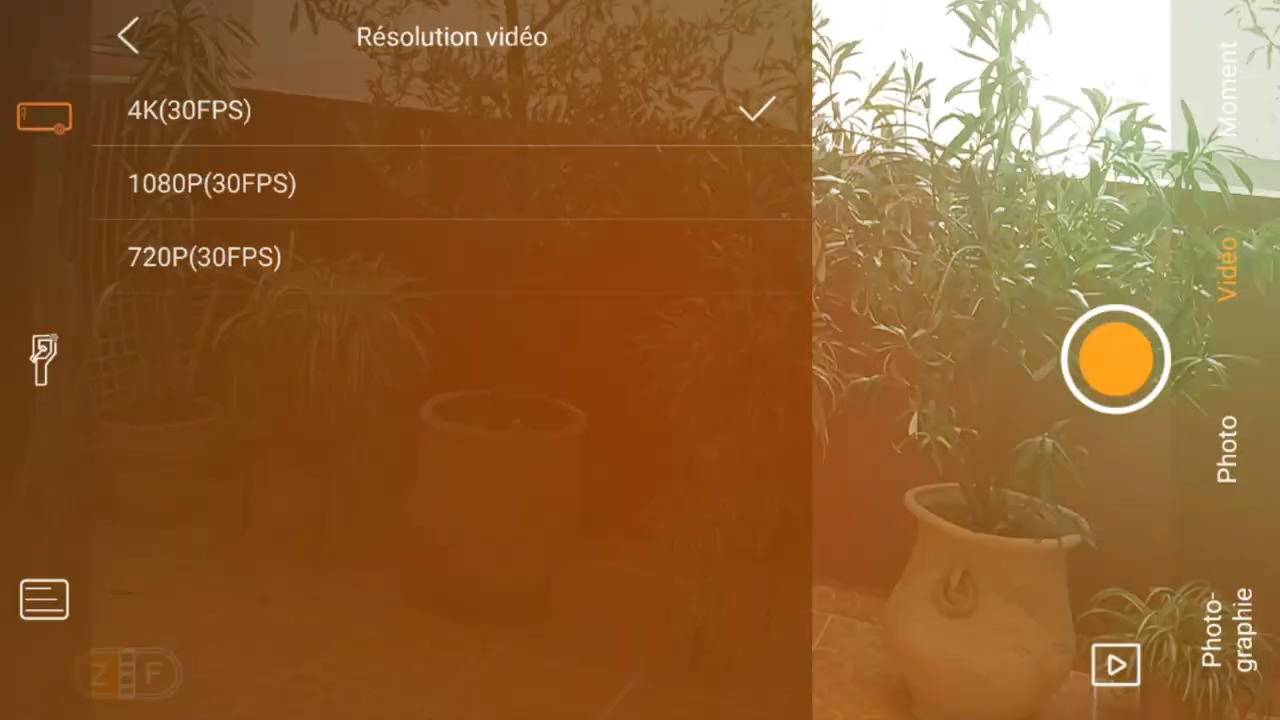 Résolution vidéo
4K(30FPS)
1080P(30FPS)
720P(30FPS)
Z F
Moment
Vidéo
Photo
Photo-
graphie